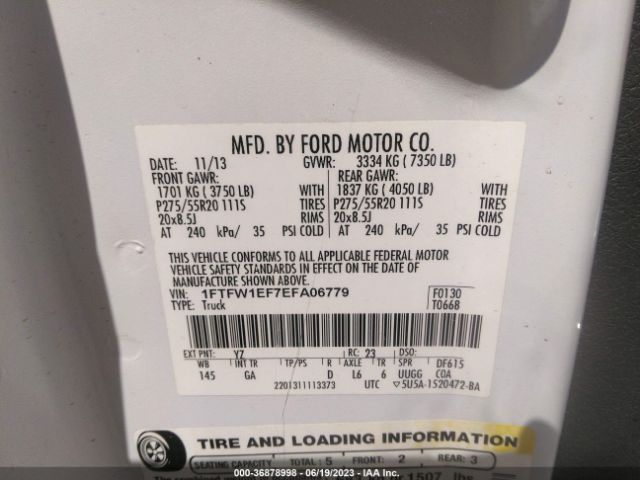 MFD. BY FORD MOTOR CO.
DATE: 11/13 GVWR: 3334 KG ( 7350 LB)
FRONT GAWR: REAR GAWR:
1701 KG ( 3750 LB) WITH 1837 KG ( 4050 LB) WITH
P275/55R20 111S TIRES P275/55R20 111S TIRES
20x8.5J RIMS 20x8.5J RIMS
AT 240 kPa/ 35 PSI COLD AT 240 kPa/ 35 PSI COLD
THIS VEHICLE CONFORMS TO ALL APPLICABLE FEDERAL MOTOR
VEHICLE SAFETY STANDARDS IN EFFECT ON THE DATE OF
MANUFACTURE SHOWN ABOVE.
VIN: 1FTFW1EF7EFA06779 F0130
TYPE: Truck T0668
EXT PNT: YZ RC: 23 DSO:
WB INT TR TP/PS R AXLE TR SPR DF615
145 GA D L6 6 UUGG COA
2201311113373 UTC ▽5U5A-1520472-BA
TIRE AND LOADING INFORMATION
SEATING CAPACITY TOTAL: 5 FRONT: 2 REAR: 3
The combined 1507 lbs
000-36878998 - 06/19/2023 - IAA Inc.